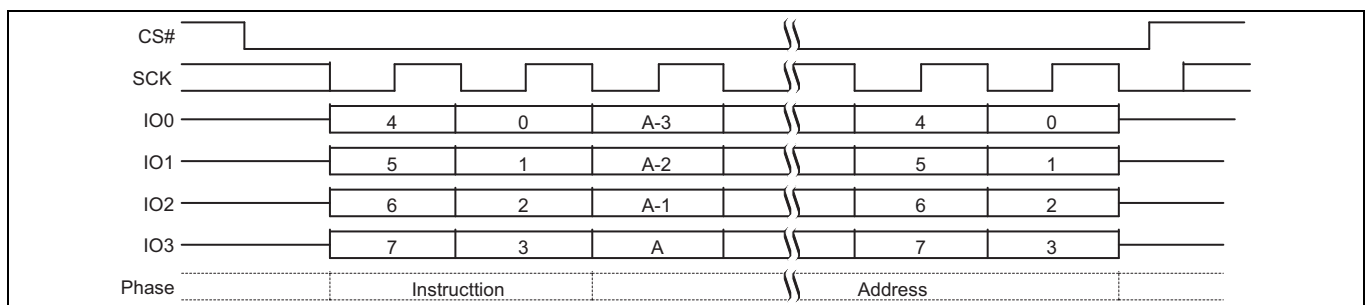 CS#
SCK
IO0 4 0 A-3 4 0
IO1 5 1 A-2 5 1
IO2 6 2 A-1 6 2
IO3 7 3 A 7 3
Phase Instructtion Address